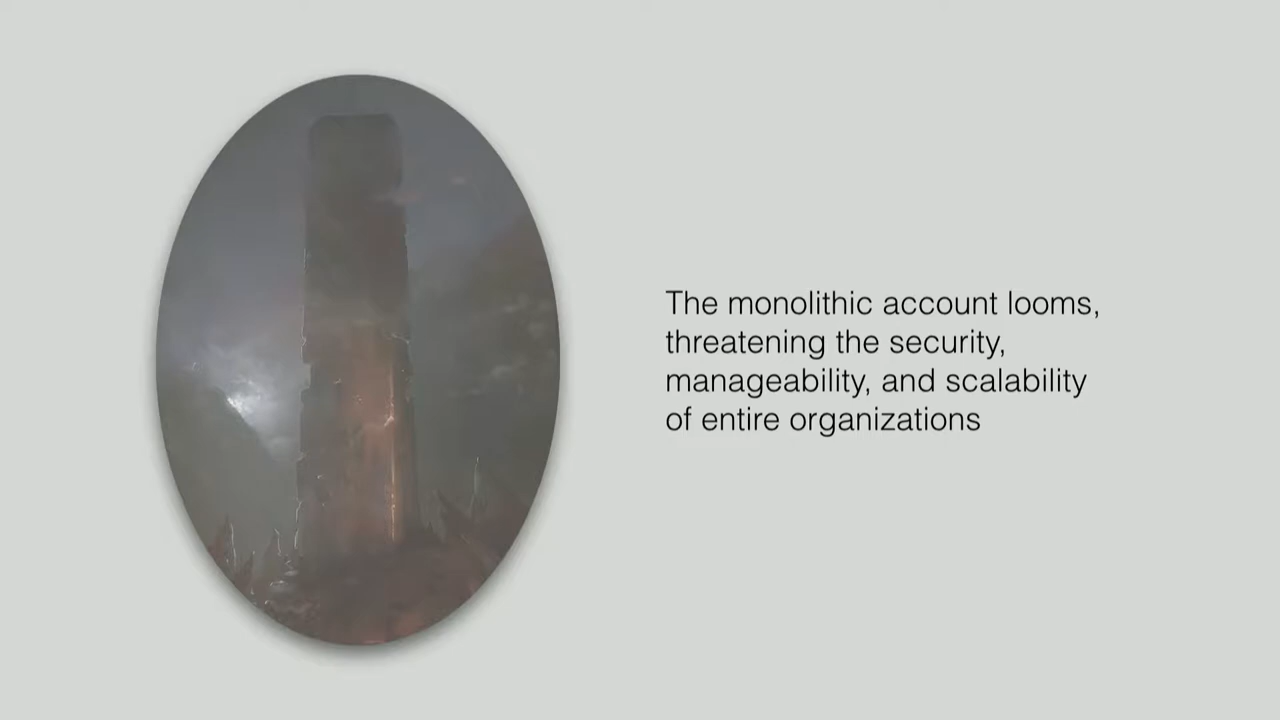 The monolithic account looms,
threatening the security,
manageability, and scalability
of entire organizations